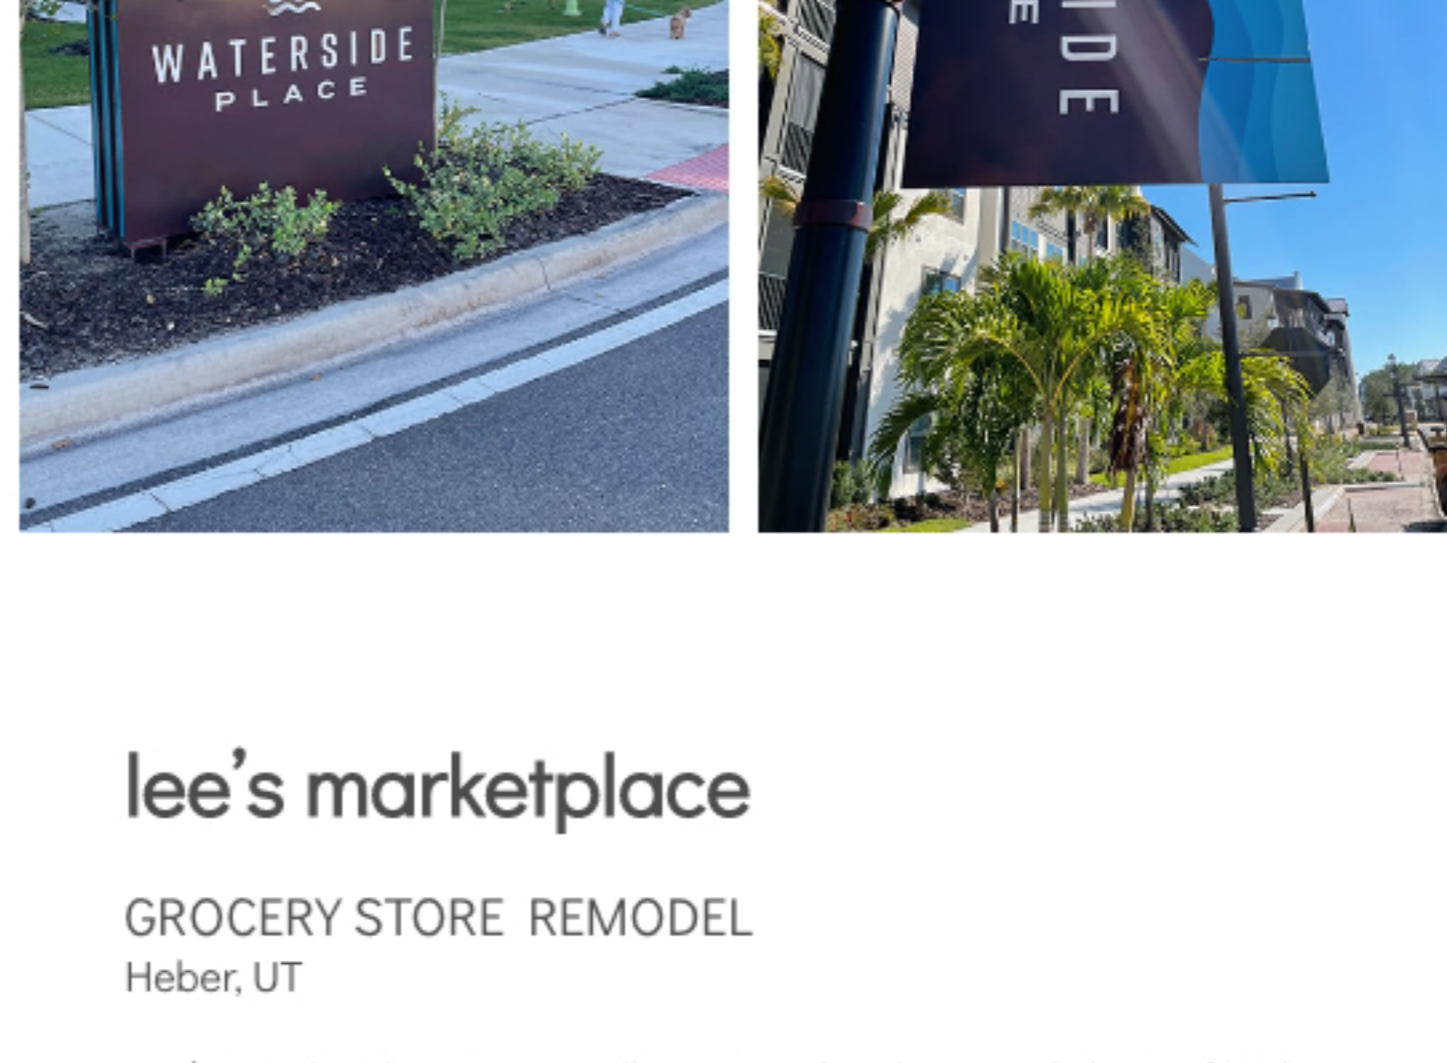 WATERSIDE
PLACE
IDE
E
lee’s marketplace
GROCERY STORE  REMODEL
Heber, UT